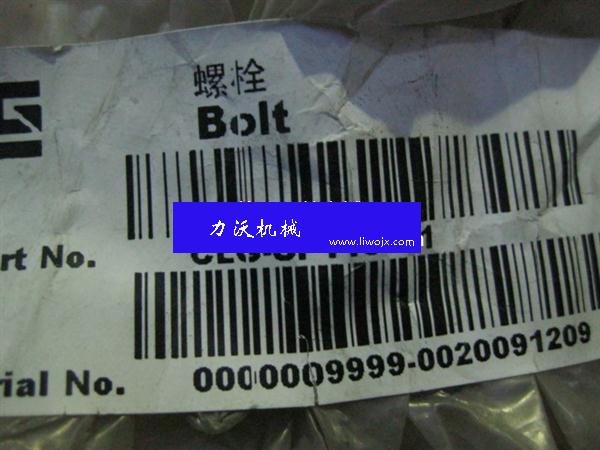 螺栓
Bolt
力沃机械
www.liwojx.com
rt No.
rial No. 0000009999-0020091209